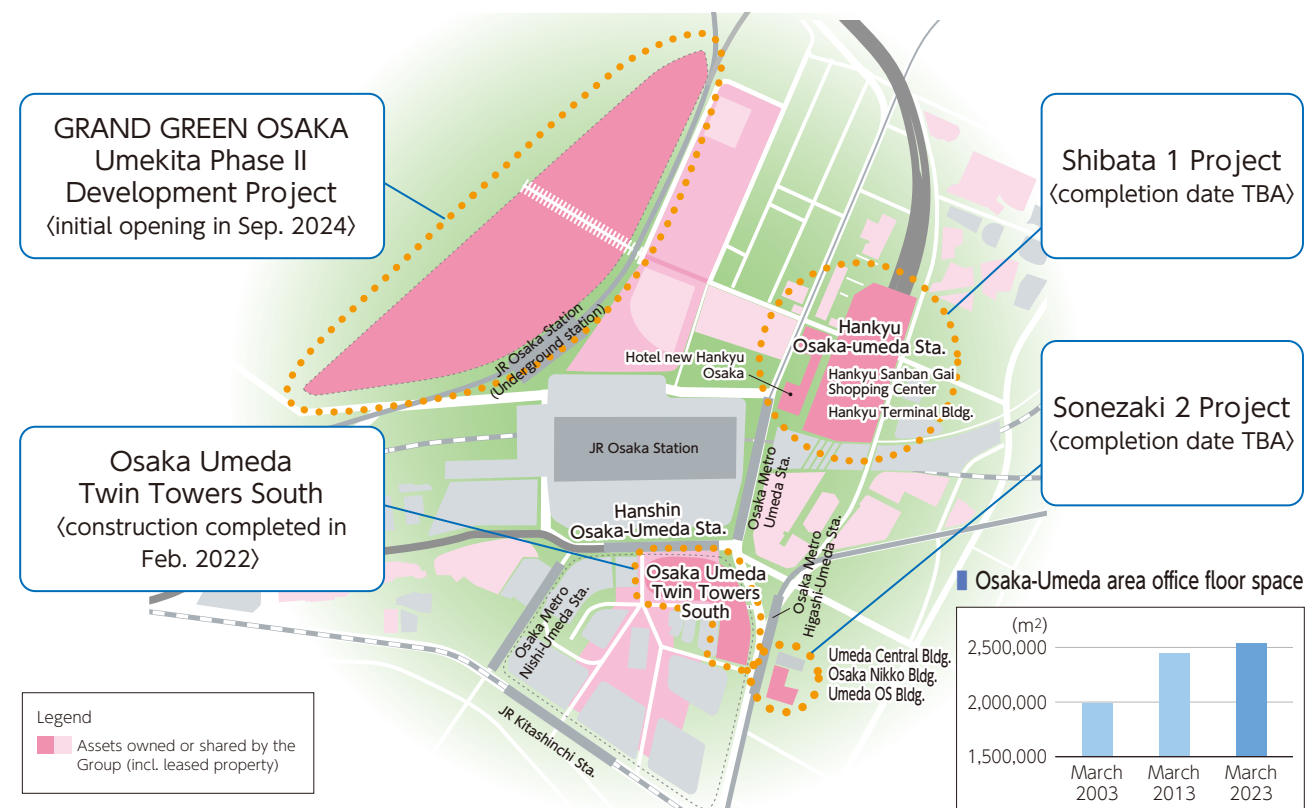 GRAND GREEN OSAKA
Umekita Phase II
Development Project
〈initial opening in Sep. 2024〉
Shibata 1 Project
〈completion date TBA〉
Sonezaki 2 Project
〈completion date TBA〉
Osaka Umeda
Twin Towers South
〈construction completed in
Feb. 2022〉
JR Osaka Station
(Underground station)
Hankyu
Osaka-umeda Sta.
Hotel new Hankyu
Osaka
Hankyu Sanban Gai
Shopping Center
Hankyu Terminal Bldg.
JR Osaka Station
Osaka Metro
Umeda Sta.
Hanshin
Osaka-Umeda Sta.
Osaka Umeda
Twin Towers
South
Osaka Metro
Higashi-Umeda Sta.
Osaka Metro
Nishi-Umeda Sta.
Umeda Central Bldg.
Osaka Nikko Bldg.
Umeda OS Bldg.
JR Kitashinchi Sta.
Legend
Assets owned or shared by the
Group (incl. leased property)
Osaka-Umeda area office floor space
(m²)
2,500,000
2,000,000
1,500,000
March
2003
March
2013
March
2023